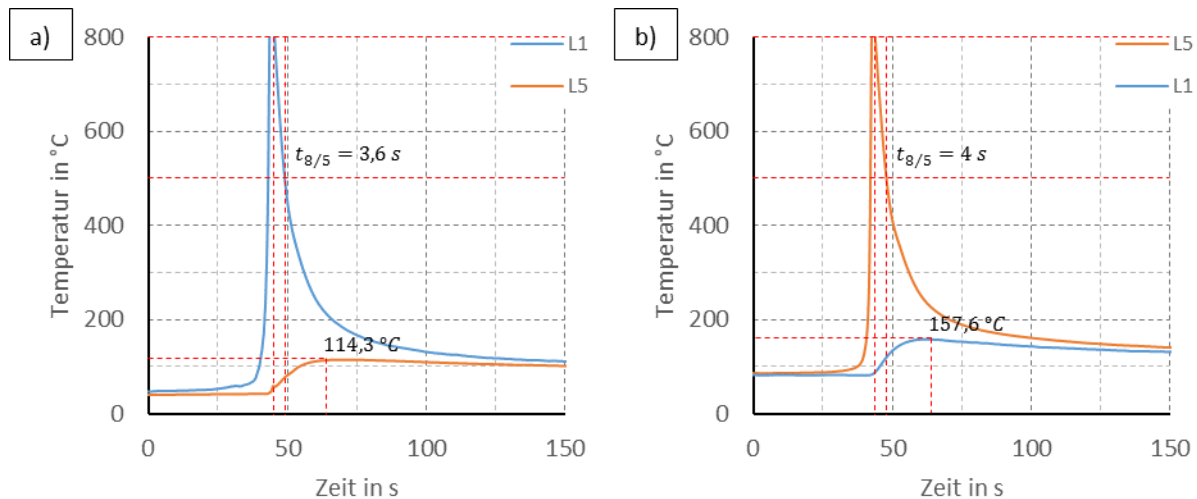 a)
800
600
400
200
0
0
50
100
150
Temperatur in °C
Zeit in s
L1
L5
t8/5 = 3,6 s
114,3 °C
b)
800
600
400
200
0
0
50
100
150
Temperatur in °C
Zeit in s
L5
L1
t8/5 = 4 s
157,6 °C